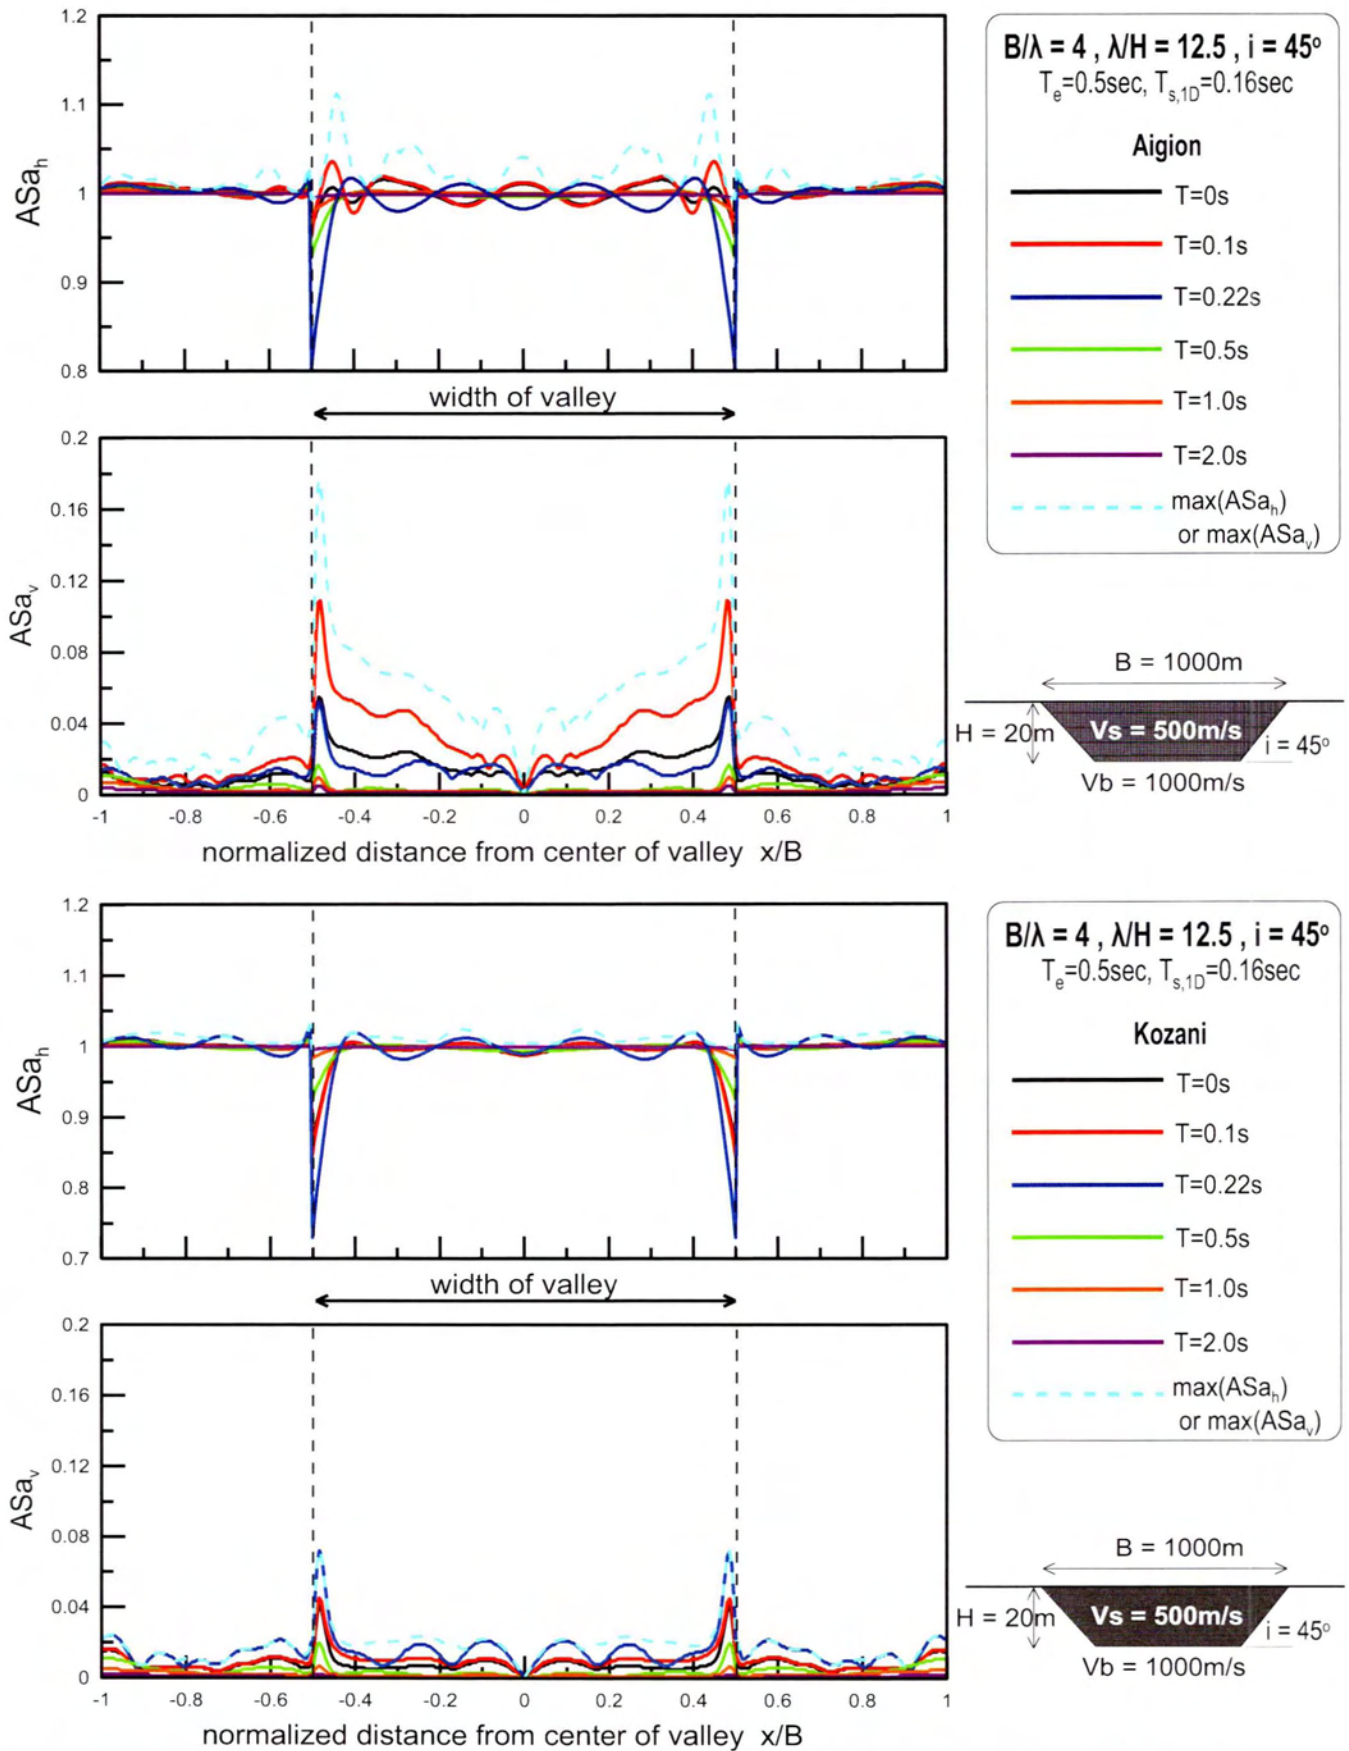 1.2
1.1
1
0.9
0.8
ASa_h
width of valley
0.2
0.16
0.12
0.08
0.04
0
ASa_v
-1 -0.8 -0.6 -0.4 -0.2 0 0.2 0.4 0.6 0.8 1
normalized distance from center of valley x/B
B/λ = 4 , λ/H = 12.5 , i = 45°
T_e=0.5sec, T_s,1D=0.16sec
Aigion
T=0s
T=0.1s
T=0.22s
T=0.5s
T=1.0s
T=2.0s
max(ASa_h)
or max(ASa_v)
B = 1000m
H = 20m
Vs = 500m/s
i = 45°
Vb = 1000m/s
1.2
1.1
1
0.9
0.8
0.7
ASa_h
width of valley
0.2
0.16
0.12
0.08
0.04
0
ASa_v
-1 -0.8 -0.6 -0.4 -0.2 0 0.2 0.4 0.6 0.8 1
normalized distance from center of valley x/B
B/λ = 4 , λ/H = 12.5 , i = 45°
T_e=0.5sec, T_s,1D=0.16sec
Kozani
T=0s
T=0.1s
T=0.22s
T=0.5s
T=1.0s
T=2.0s
max(ASa_h)
or max(ASa_v)
B = 1000m
H = 20m
Vs = 500m/s
i = 45°
Vb = 1000m/s